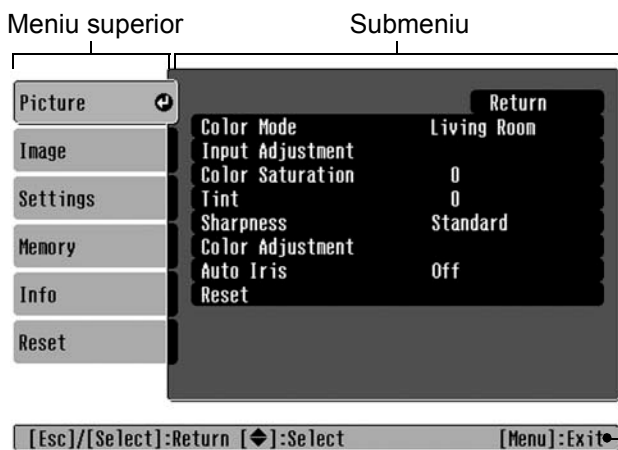 Meniu superior
Submeniu
Picture
Image
Settings
Memory
Info
Reset
Return
Color Mode Living Room
Input Adjustment
Color Saturation 0
Tint 0
Sharpness Standard
Color Adjustment
Auto Iris Off
Reset
[Esc]/[Select]:Return [◆]:Select [Menu]:Exit